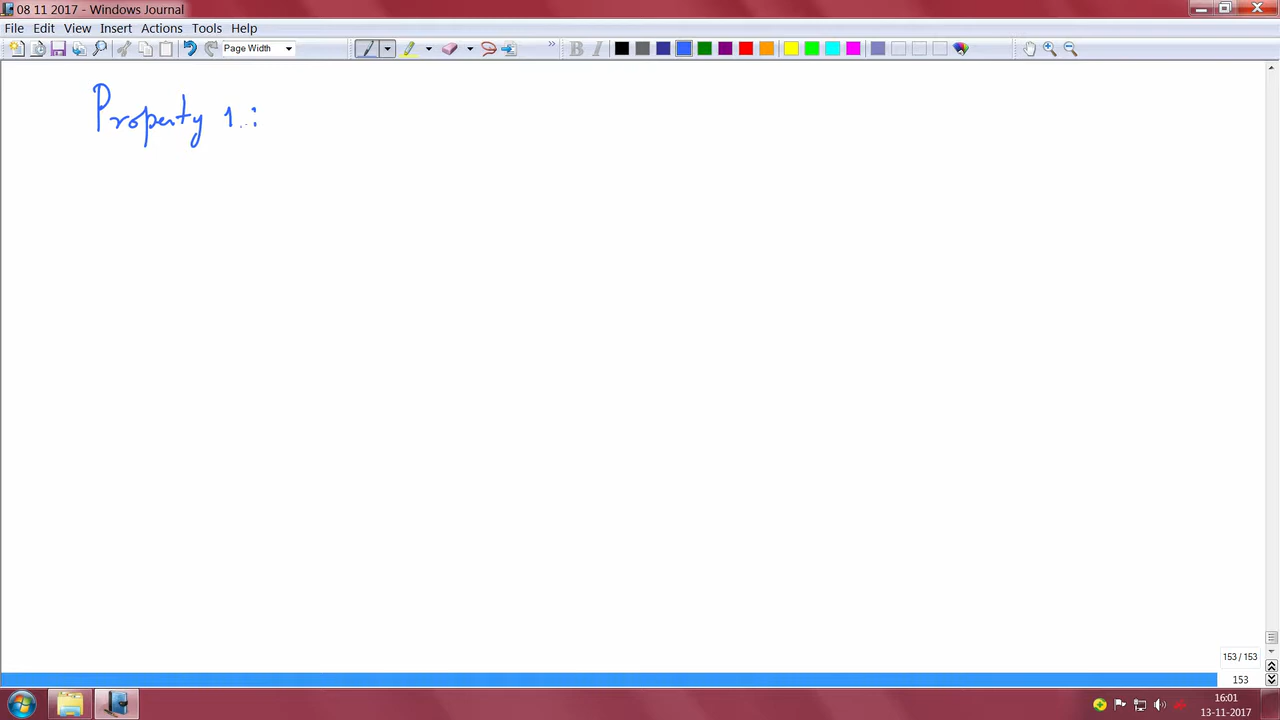 08 11 2017 - Windows Journal
File Edit View Insert Actions Tools Help
Page Width
Property 1 :
153 / 153
153
16:01
13-11-2017